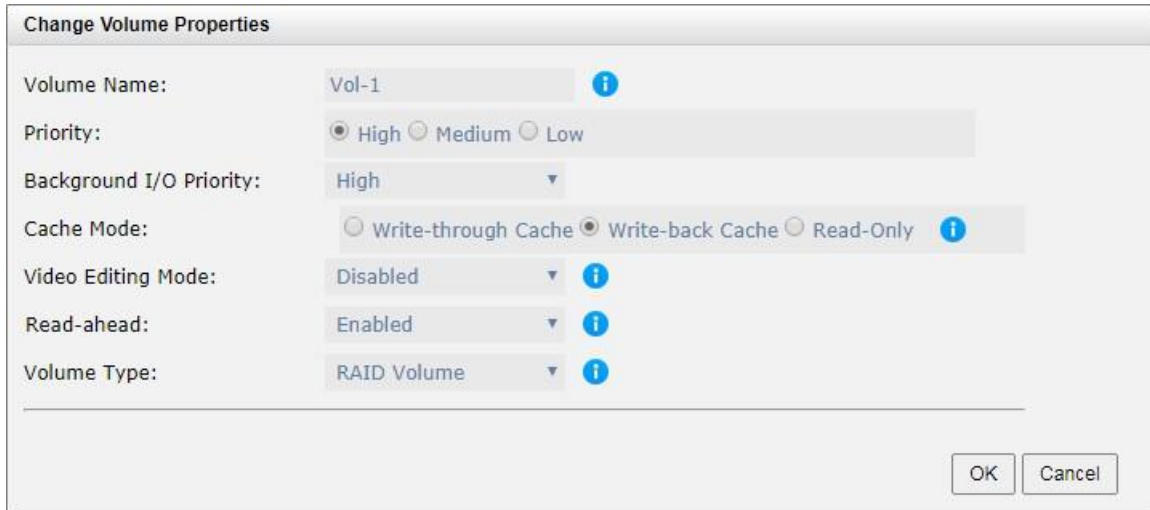 Change Volume Properties
Volume Name: Vol-1
Priority: High Medium Low
Background I/O Priority: High
Cache Mode: Write-through Cache Write-back Cache Read-Only
Video Editing Mode: Disabled
Read-ahead: Enabled
Volume Type: RAID Volume
OK Cancel